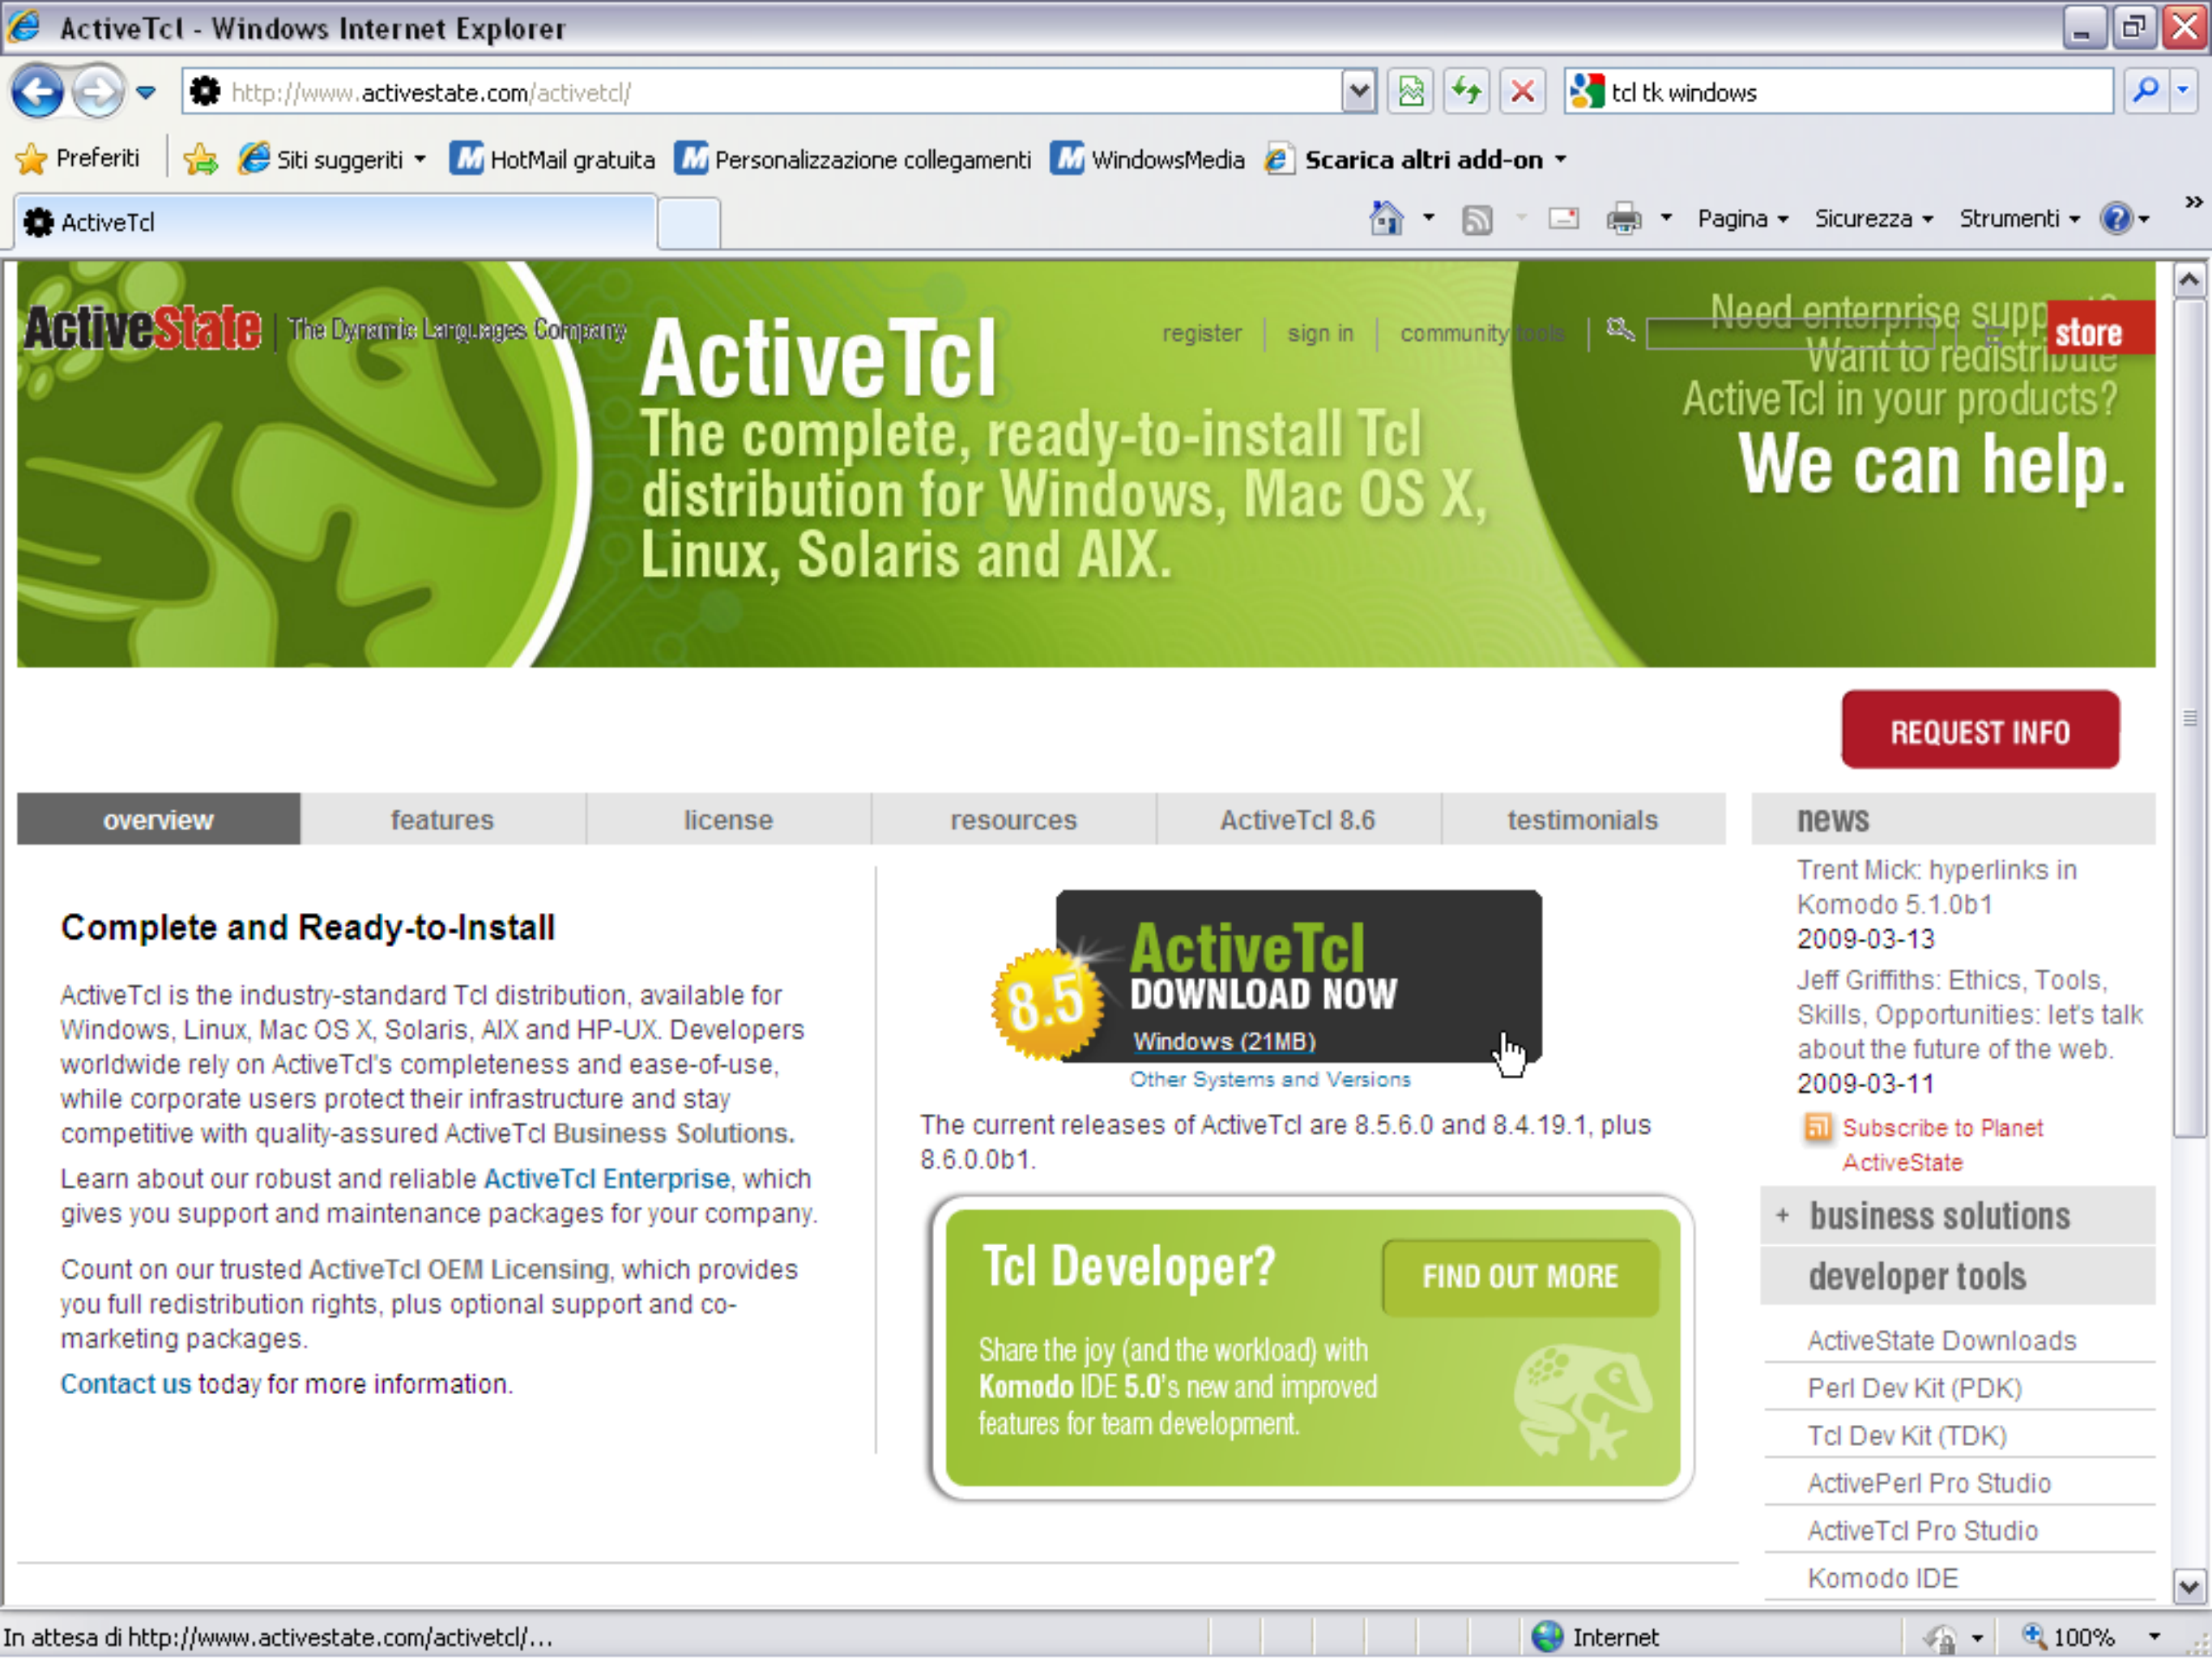 ActiveTcl - Windows Internet Explorer
http://www.activestate.com/activetcl/
tcl tk windows
Preferiti
Siti suggeriti
HotMail gratuita
Personalizzazione collegamenti
WindowsMedia
Scarica altri add-on
ActiveTcl
Pagina
Sicurezza
Strumenti
ActiveState
The Dynamic Languages Company
register
sign in
community tools
store
ActiveTcl
The complete, ready-to-install Tcl
distribution for Windows, Mac OS X,
Linux, Solaris and AIX.
Need enterprise
Want to redistribute
ActiveTcl in your products?
We can help.
REQUEST INFO
overview
features
license
resources
ActiveTcl 8.6
testimonials
Complete and Ready-to-Install
ActiveTcl is the industry-standard Tcl distribution, available for
Windows, Linux, Mac OS X, Solaris, AIX and HP-UX. Developers
worldwide rely on ActiveTcl's completeness and ease-of-use,
while corporate users protect their infrastructure and stay
competitive with quality-assured ActiveTcl Business Solutions.
Learn about our robust and reliable ActiveTcl Enterprise, which
gives you support and maintenance packages for your company.
Count on our trusted ActiveTcl OEM Licensing, which provides
you full redistribution rights, plus optional support and co-
marketing packages.
Contact us today for more information.
8.5
ActiveTcl
DOWNLOAD NOW
Windows (21MB)
Other Systems and Versions
The current releases of ActiveTcl are 8.5.6.0 and 8.4.19.1, plus
8.6.0.0b1.
Tcl Developer?
FIND OUT MORE
Share the joy (and the workload) with
Komodo IDE 5.0's new and improved
features for team development.
news
Trent Mick: hyperlinks in
Komodo 5.1.0b1
2009-03-13
Jeff Griffiths: Ethics, Tools,
Skills, Opportunities: let's talk
about the future of the web.
2009-03-11
Subscribe to Planet
ActiveState
+ business solutions
developer tools
ActiveState Downloads
Perl Dev Kit (PDK)
Tcl Dev Kit (TDK)
ActivePerl Pro Studio
ActiveTcl Pro Studio
Komodo IDE
In attesa di http://www.activestate.com/activetcl/...
Internet
100%